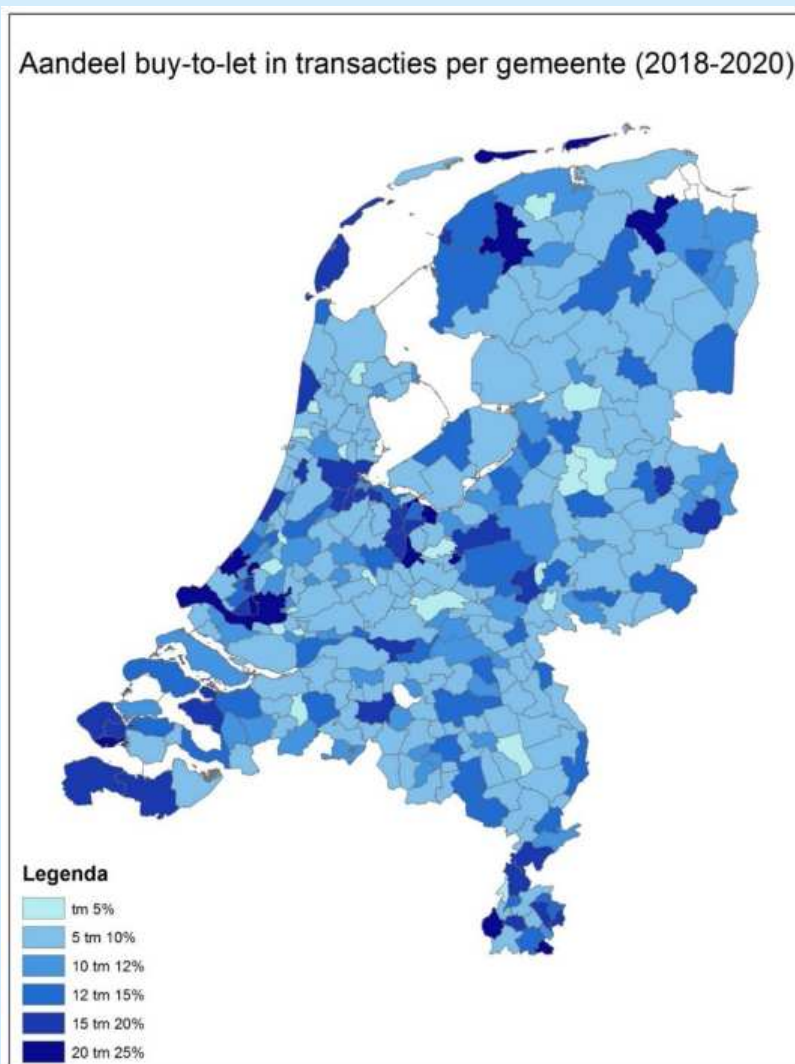 Aandeel buy-to-let in transacties per gemeente (2018-2020)
Legenda
tm 5%
5 tm 10%
10 tm 12%
12 tm 15%
15 tm 20%
20 tm 25%